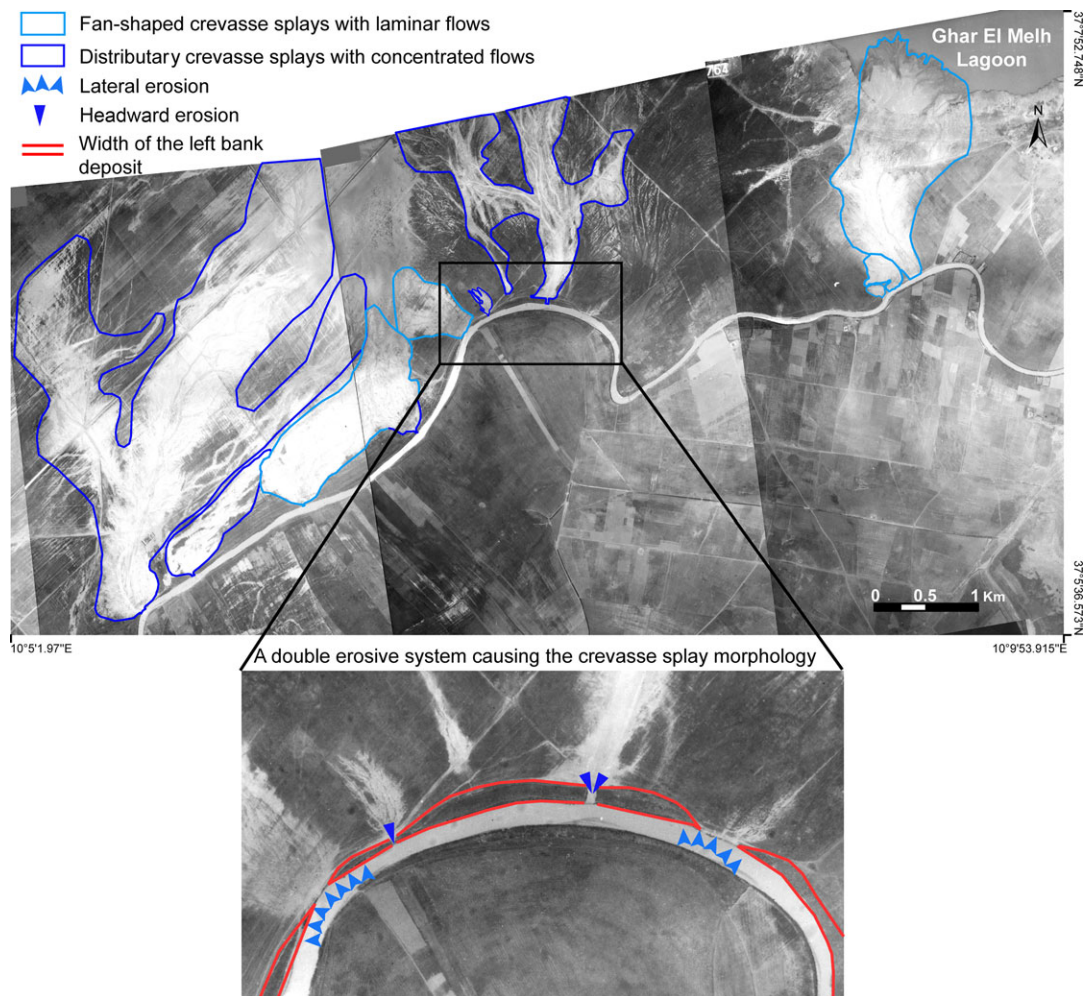 Fan-shaped crevasse splays with laminar flows
Distributary crevasse splays with concentrated flows
Lateral erosion
Headward erosion
Width of the left bank
deposit
764
Ghar El Melh
Lagoon
N
37°7'52.748"N
0 0.5 1 Km
37°5'36.573"N
10°5'1.97"E
10°9'53.915"E
A double erosive system causing the crevasse splay morphology